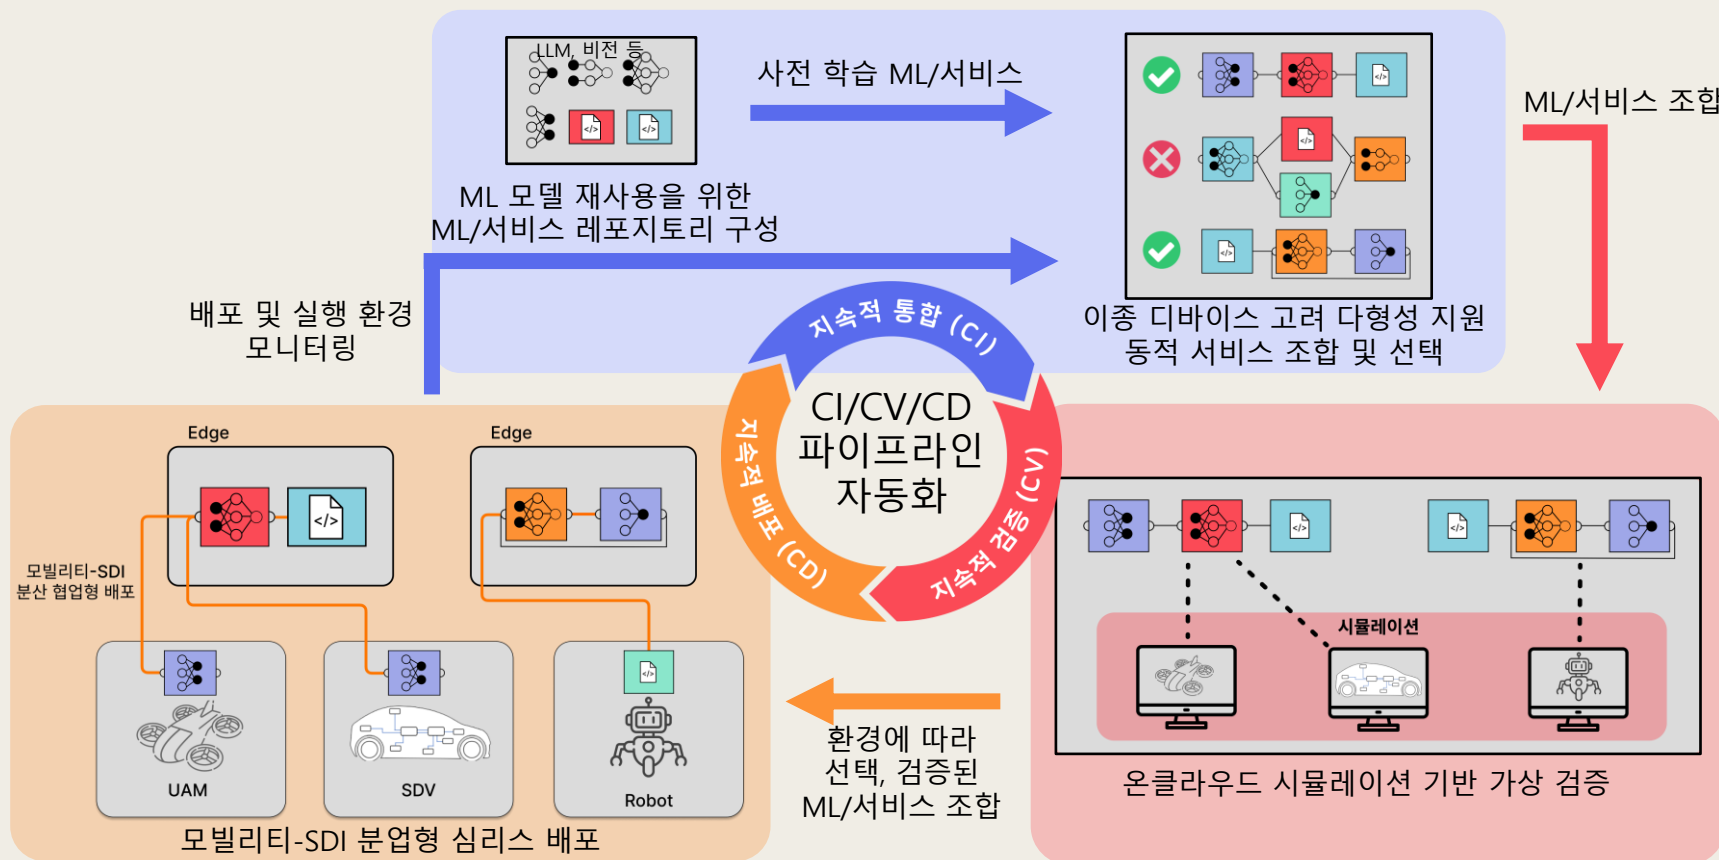 LLM, 비전 등
사전 학습 ML/서비스
ML/서비스 조합
ML 모델 재사용을 위한
ML/서비스 레포지토리 구성
배포 및 실행 환경
모니터링
이종 디바이스 고려 다형성 지원
동적 서비스 조합 및 선택
지속적 통합 (CI)
CI/CV/CD
파이프라인
자동화
지속적 배포 (CD)
지속적 검증 (CV)
Edge
Edge
</>
</>
</>
</>
</>
</>
</>
</>
</>
</>
모빌리티-SDI
분산 협업형 배포
시뮬레이션
UAM
SDV
Robot
환경에 따라
선택, 검증된
ML/서비스 조합
온클라우드 시뮬레이션 기반 가상 검증
모빌리티-SDI 분업형 심리스 배포